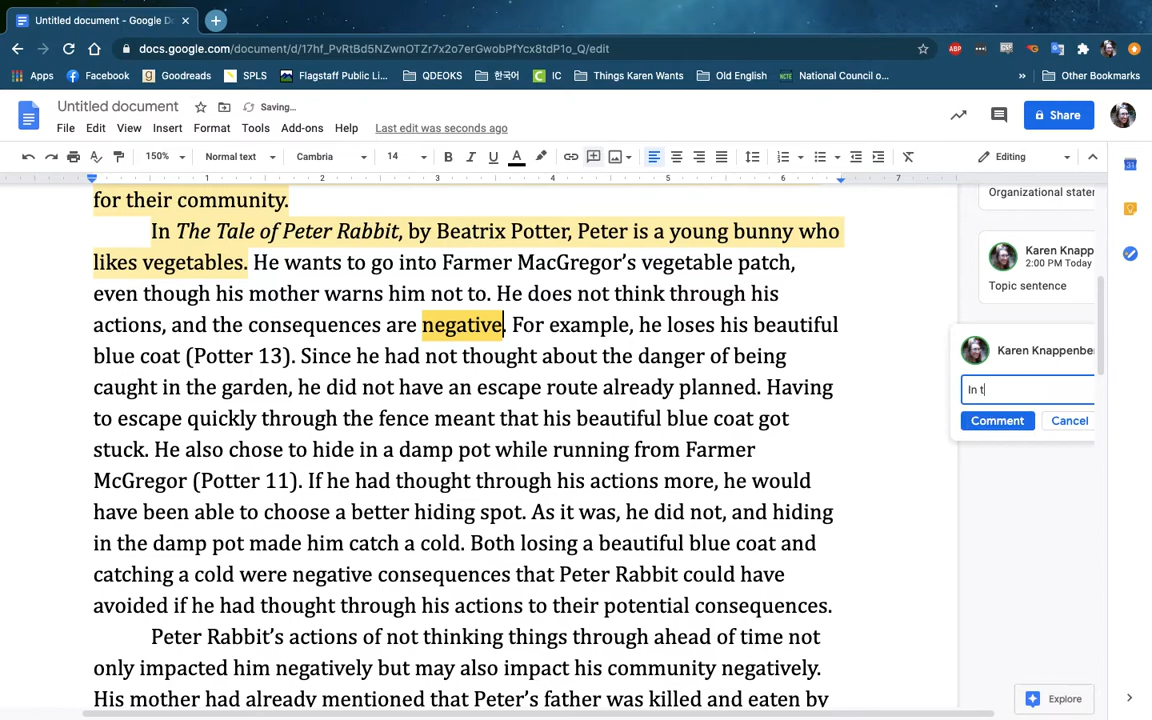 Untitled document - Google D
docs.google.com/document/d/17hf_PvRtBd5NZwnOTZr7x2o7erGwobPfYcx8tdP1o_Q/edit
Apps Facebook Goodreads SPLS Flagstaff Public Li... QDEOKS 한국어 IC Things Karen Wants Old English National Council o... » Other Bookmarks
Untitled document Saving...
File Edit View Insert Format Tools Add-ons Help Last edit was seconds ago
Share
150% Normal text Cambria 14 B I U A Editing
1 2 3 4 5 6 7
for their community.
In The Tale of Peter Rabbit, by Beatrix Potter, Peter is a young bunny who
likes vegetables. He wants to go into Farmer MacGregor's vegetable patch,
even though his mother warns him not to. He does not think through his
actions, and the consequences are negative. For example, he loses his beautiful
blue coat (Potter 13). Since he had not thought about the danger of being
caught in the garden, he did not have an escape route already planned. Having
to escape quickly through the fence meant that his beautiful blue coat got
stuck. He also chose to hide in a damp pot while running from Farmer
McGregor (Potter 11). If he had thought through his actions more, he would
have been able to choose a better hiding spot. As it was, he did not, and hiding
in the damp pot made him catch a cold. Both losing a beautiful blue coat and
catching a cold were negative consequences that Peter Rabbit could have
avoided if he had thought through his actions to their potential consequences.
Peter Rabbit's actions of not thinking things through ahead of time not
only impacted him negatively but may also impact his community negatively.
His mother had already mentioned that Peter's father was killed and eaten by
Organizational stater
Karen Knapp
2:00 PM Today
Topic sentence
Karen Knappenbe
In t
Comment Cancel
Explore
31
ABP